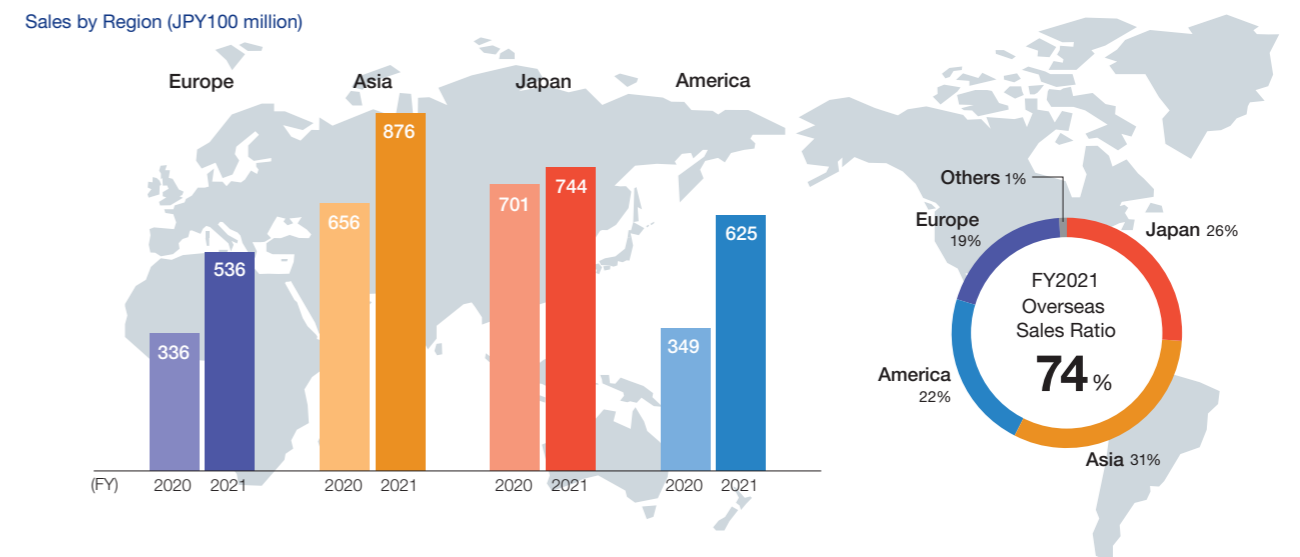 Sales by Region (JPY100 million)
Europe
Asia
Japan
America
336
536
656
876
701
744
349
625
(FY)
2020
2021
2020
2021
2020
2021
2020
2021
Others 1%
Europe
19%
Japan 26%
America
22%
Asia 31%
FY2021
Overseas
Sales Ratio
74 %